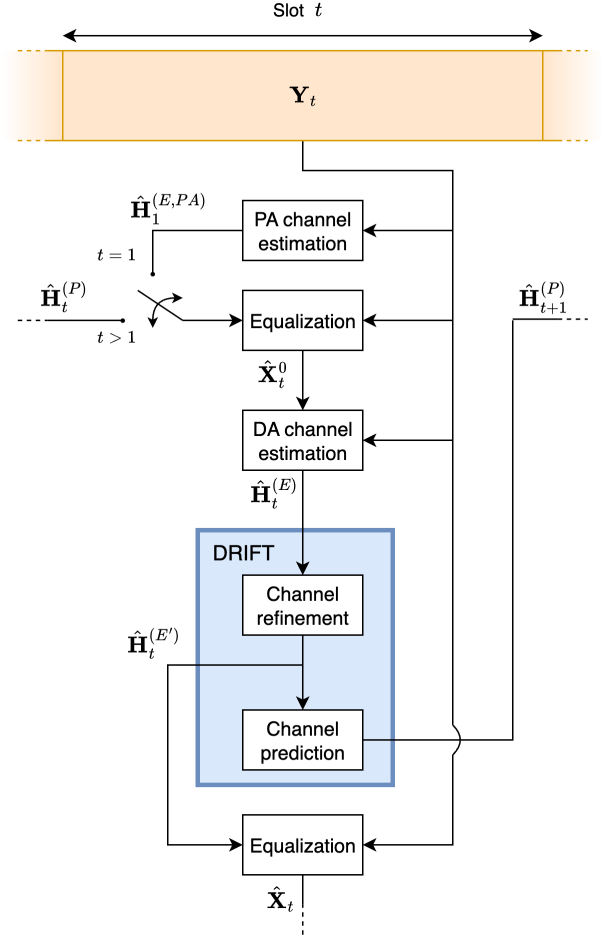 Slot t
Y_t
Ĥ_1^{(E,PA)}
PA channel
estimation
t = 1
Ĥ_t^{(P)}
Ĥ_{t+1}^{(P)}
t > 1
Equalization
X̂_t^0
DA channel
estimation
Ĥ_t^{(E)}
DRIFT
Channel
refinement
Ĥ_t^{(E')}
Channel
prediction
Equalization
X̂_t